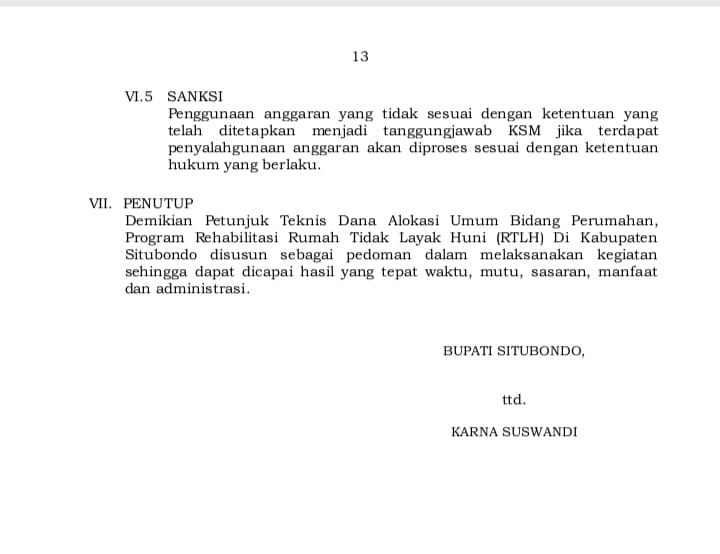 13
VI.5 SANKSI
Penggunaan anggaran yang tidak sesuai dengan ketentuan yang
telah ditetapkan menjadi tanggungjawab KSM jika terdapat
penyalahgunaan anggaran akan diproses sesuai dengan ketentuan
hukum yang berlaku.
VII. PENUTUP
Demikian Petunjuk Teknis Dana Alokasi Umum Bidang Perumahan,
Program Rehabilitasi Rumah Tidak Layak Huni (RTLH) Di Kabupaten
Situbondo disusun sebagai pedoman dalam melaksanakan kegiatan
sehingga dapat dicapai hasil yang tepat waktu, mutu, sasaran, manfaat
dan administrasi.
BUPATI SITUBONDO,
ttd.
KARNA SUSWANDI